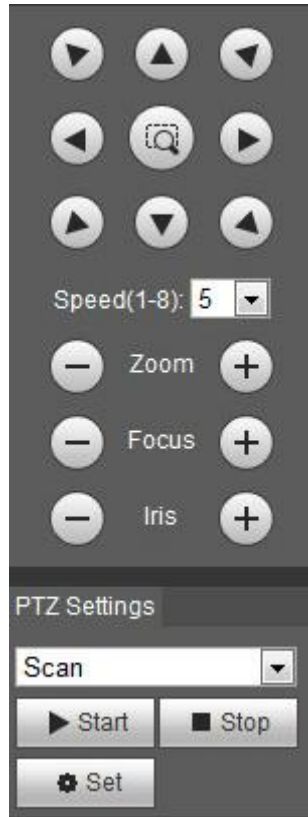 Speed(1-8): 5
Zoom
Focus
Iris
PTZ Settings
Scan
Start Stop
Set